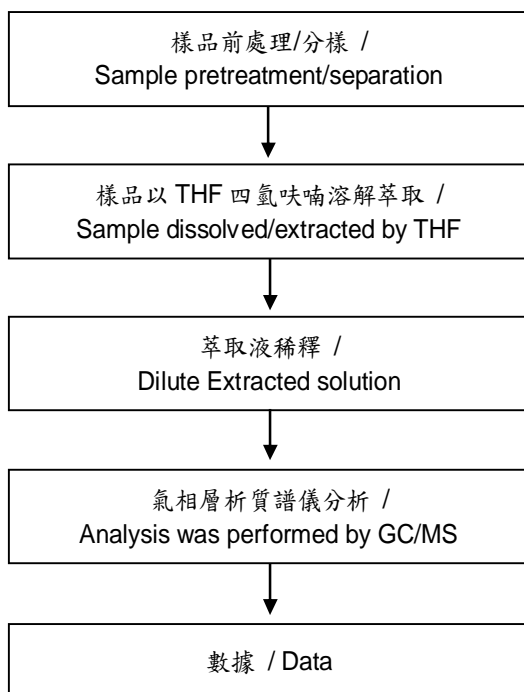 樣品前處理/分樣 /
Sample pretreatment/separation
樣品以 THF 四氫呋喃溶解萃取 /
Sample dissolved/extracted by THF
萃取液稀釋 /
Dilute Extracted solution
氣相層析質譜儀分析 /
Analysis was performed by GC/MS
數據 / Data